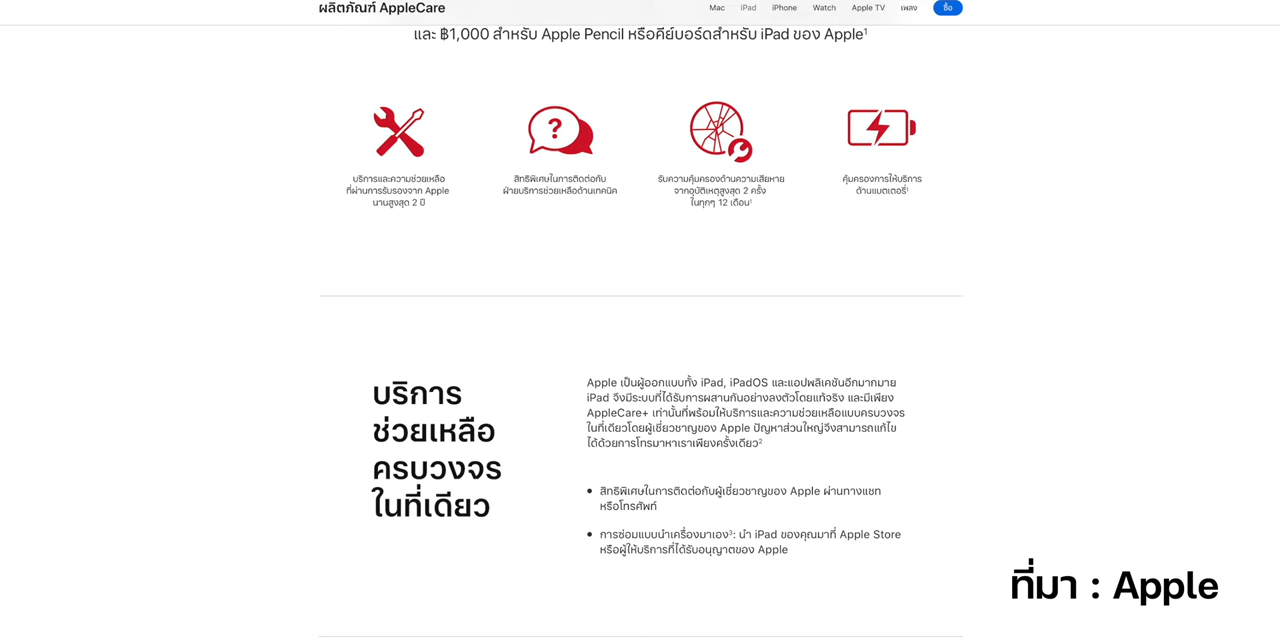 ผลิตภัณฑ์ AppleCare
Mac iPad iPhone Watch Apple TV เพลง ซื้อ
และ ฿1,000 สำหรับ Apple Pencil หรือคีย์บอร์ดสำหรับ iPad ของ Apple¹
?
บริการและความช่วยเหลือ
ที่ผ่านการรับรองจาก Apple
นานสูงสุด 2 ปี
สิทธิพิเศษในการติดต่อกับ
ฝ่ายบริการช่วยเหลือด้านเทคนิค
รับความคุ้มครองด้านความเสียหาย
จากอุบัติเหตุสูงสุด 2 ครั้ง
ในทุกๆ 12 เดือน¹
คุ้มครองการให้บริการ
ด้านแบตเตอรี่¹
บริการ
ช่วยเหลือ
ครบวงจร
ในที่เดียว
Apple เป็นผู้ออกแบบทั้ง iPad, iPadOS และแอปพลิเคชันอีกมากมาย
iPad จึงมีระบบที่ได้รับการผสานกันอย่างลงตัวโดยแท้จริง และมีเพียง
AppleCare+ เท่านั้นที่พร้อมให้บริการและความช่วยเหลือแบบครบวงจร
ในที่เดียวโดยผู้เชี่ยวชาญของ Apple ปัญหาส่วนใหญ่จึงสามารถแก้ไข
ได้ด้วยการโทรมาหาเราเพียงครั้งเดียว²
• สิทธิพิเศษในการติดต่อกับผู้เชี่ยวชาญของ Apple ผ่านทางแชท
หรือโทรศัพท์
• การซ่อมแบบนำเครื่องมาเอง³: นำ iPad ของคุณมาที่ Apple Store
หรือผู้ให้บริการที่ได้รับอนุญาตของ Apple
ที่มา : Apple